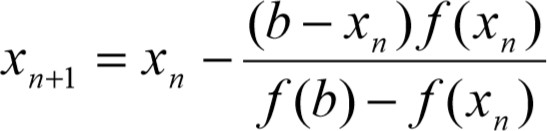 x_{n+1} = x_n - \frac{(b - x_n) f(x_n)}{f(b) - f(x_n)}